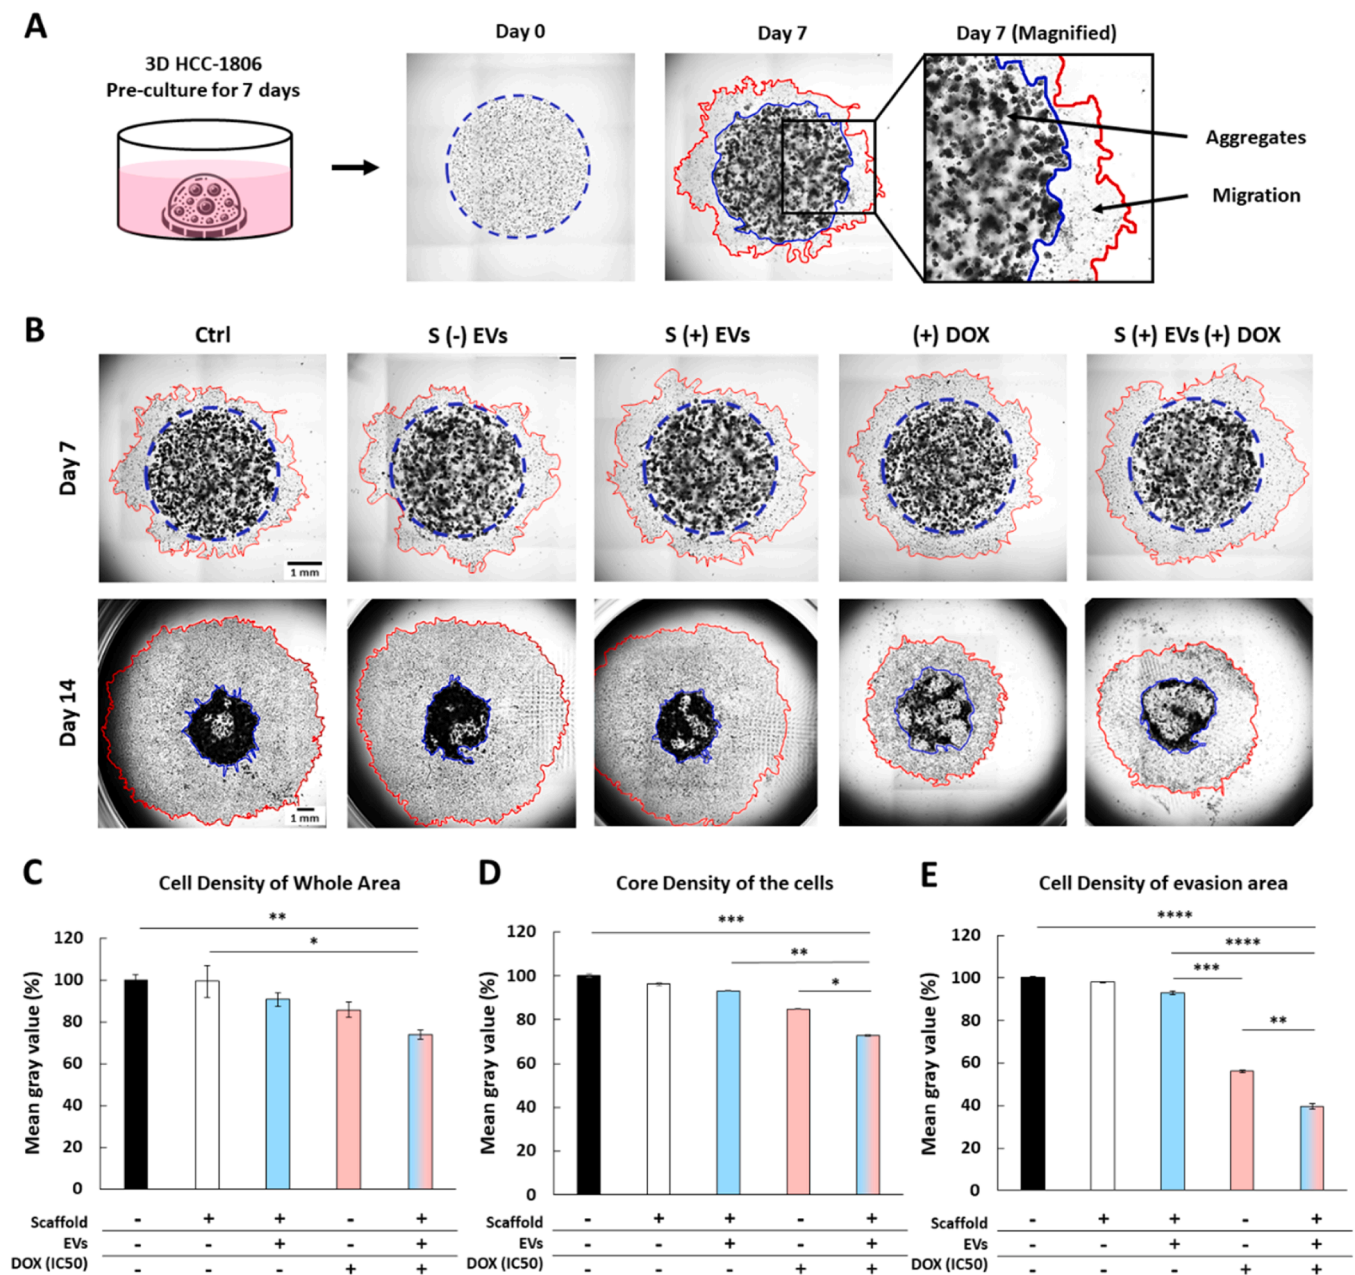 A
3D HCC-1806
Pre-culture for 7 days
Day 0
Day 7
Day 7 (Magnified)
Aggregates
Migration
B
Ctrl
S (-) EVs
S (+) EVs
(+) DOX
S (+) EVs (+) DOX
Day 7
1 mm
Day 14
1 mm
C
Cell Density of Whole Area
**
*
Mean gray value (%)
120
100
80
60
40
20
0
Scaffold - + + - +
EVs - - + - +
DOX (IC50) - - - + +
D
Core Density of the cells
***
**
*
Mean gray value (%)
120
100
80
60
40
20
0
Scaffold - + + - +
EVs - - + - +
DOX (IC50) - - - + +
E
Cell Density of evasion area
****
****
***
**
Mean gray value (%)
120
100
80
60
40
20
0
Scaffold - + + - +
EVs - - + - +
DOX (IC50) - - - + +